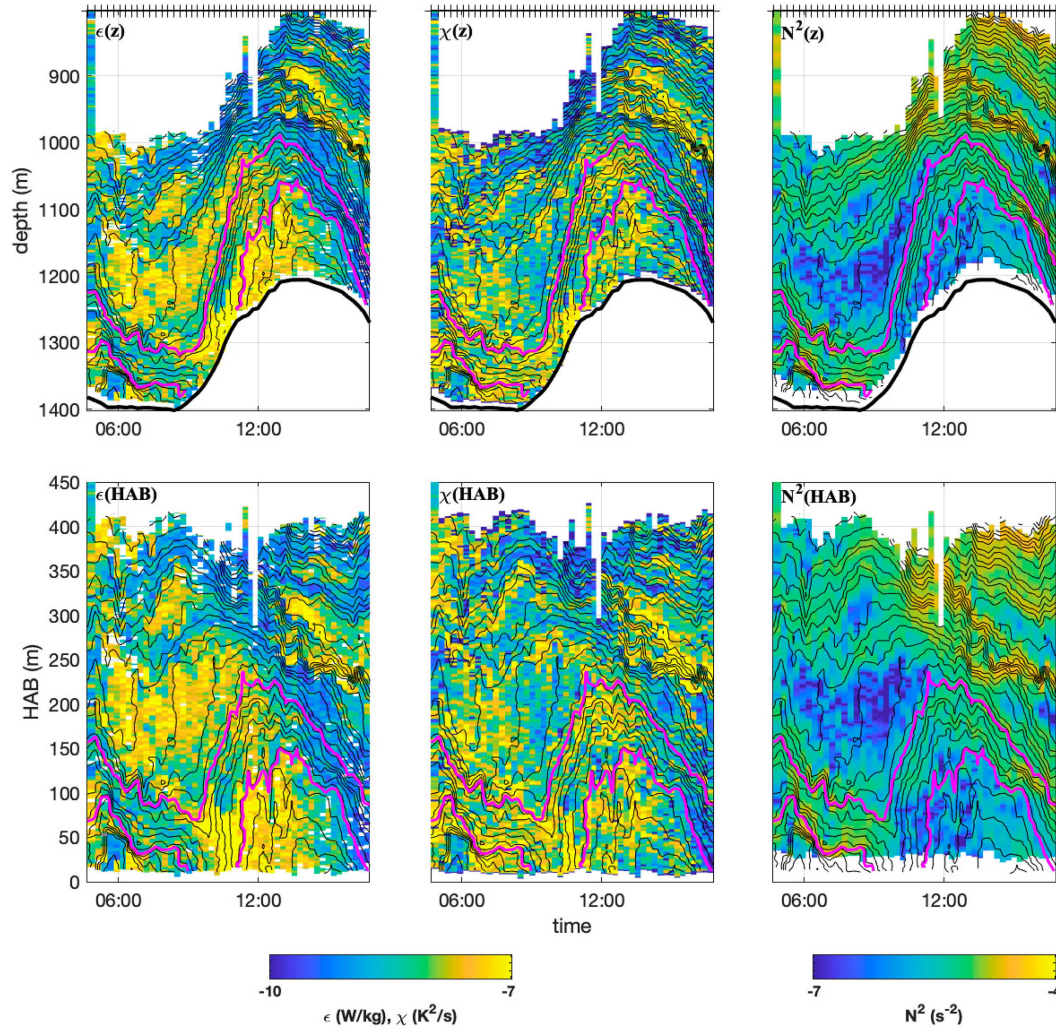 ϵ(z)
χ(z)
N²(z)
900
1000
1100
1200
1300
1400
depth (m)
06:00
12:00
06:00
12:00
06:00
12:00
ϵ(HAB)
χ(HAB)
N²(HAB)
450
400
350
300
250
200
150
100
50
0
HAB (m)
06:00
12:00
06:00
12:00
06:00
12:00
time
-10
-7
-7
-4
ϵ (W/kg), χ (K²/s)
N² (s⁻²)